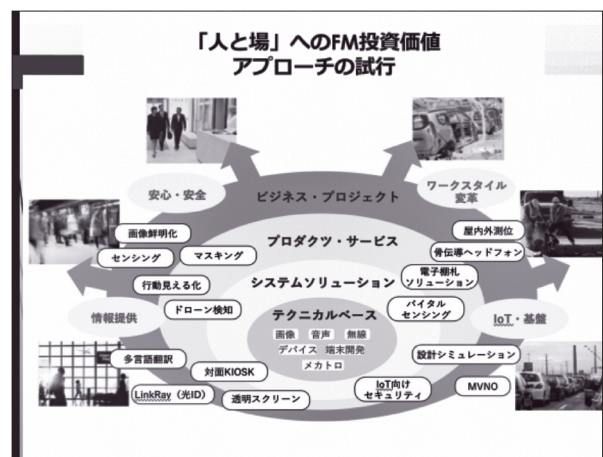 「人と場」へのFM投資価値
アプローチの試行
安心・安全
ビジネス・プロジェクト
ワークスタイル
変革
画像鮮明化
プロダクツ・サービス
屋内外測位
センシング
マスキング
骨伝導ヘッドフォン
行動見える化
システムソリューション
電子棚札
ソリューション
情報提供
ドローン検知
テクニカルベース
バイタル
センシング
IoT・基盤
画像 音声 無線
デバイス 端末開発
メカトロ
多言語翻訳
設計シミュレーション
対面KIOSK
LinkRay（光ID）
透明スクリーン
IoT向け
セキュリティ
MVNO